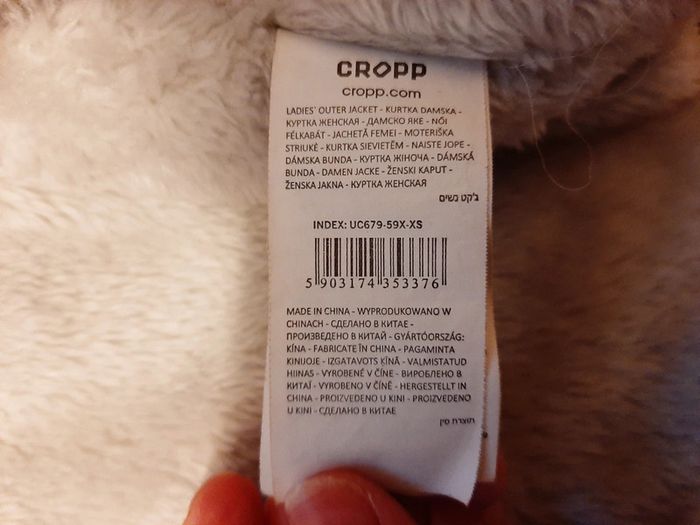 CROPP
cropp.com
LADIES' OUTER JACKET - KURTKA DAMSKA -
КУРТКА ЖЕНСКАЯ - ДАМСКО ЯКЕ - NŐI
FÉLKABÁT - JACHETĂ FEMEI - MOTERIŠKA
STRIUKĖ - KURTKA SIEVIETĒM - NAISTE JOPE -
DÁMSKA BUNDA - КУРТКА ЖІНОЧА - DÁMSKÁ
BUNDA - DAMEN JACKE - ŽENSKI KAPUT -
ŽENSKA JAKNA - КУРТКА ЖЕНСКАЯ
ג'קט נשים
INDEX: UC679-59X-XS
5 903174 353376
MADE IN CHINA - WYPRODUKOWANO W
CHINACH - СДЕЛАНО В КИТАЕ -
ПРОИЗВЕДЕНО В КИТАЙ - GYÁRTÓORSZÁG:
KÍNA - FABRICATE ÎN CHINA - PAGAMINTA
KINIJOJE - IZGATAVOTS ĶĪNĀ - VALMISTATUD
HIINAS - VYROBENÉ V ČÍNE - ВИРОБЛЕНО В
КИТАЇ - VYROBENO V ČÍNĚ - HERGESTELLT IN
CHINA - PROIZVEDENO U KINI - PROIZVEDENO
U KINI - СДЕЛАНО В КИТАЕ
תוצרת סין